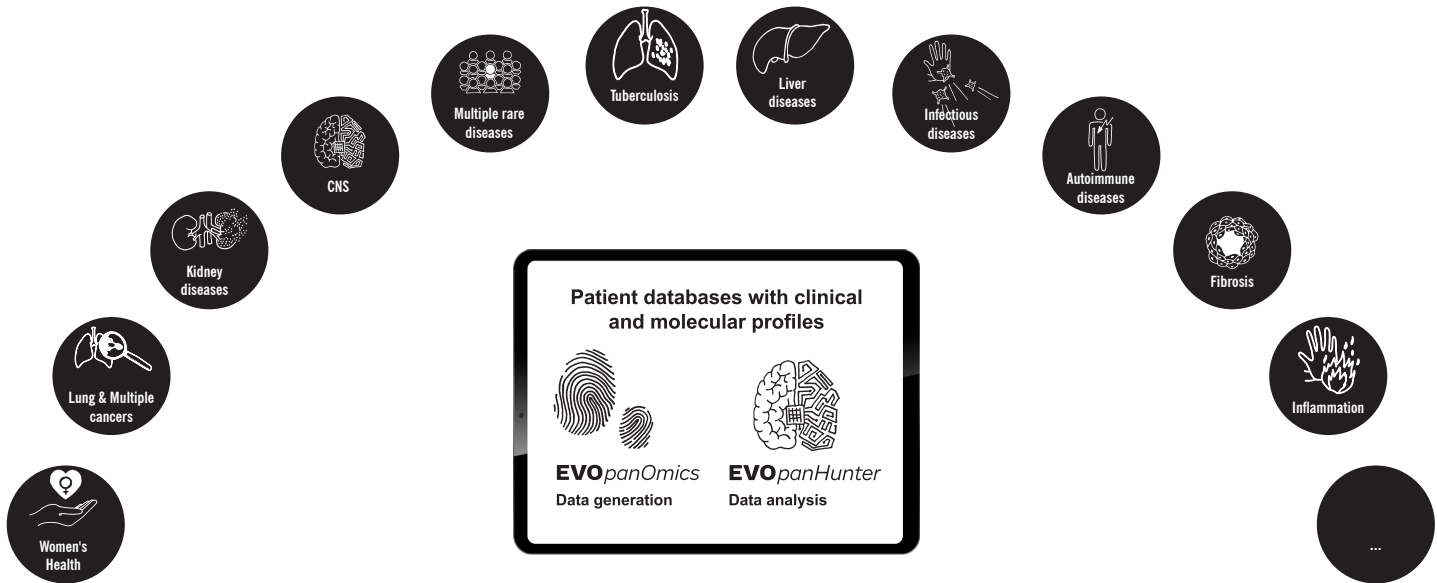 Women's
Health
Lung & Multiple
cancers
Kidney
diseases
CNS
Multiple rare
diseases
Tuberculosis
Liver
diseases
Infectious
diseases
Autoimmune
diseases
Fibrosis
Inflammation
...
Patient databases with clinical
and molecular profiles
EVOpanOmics
Data generation
EVOpanHunter
Data analysis